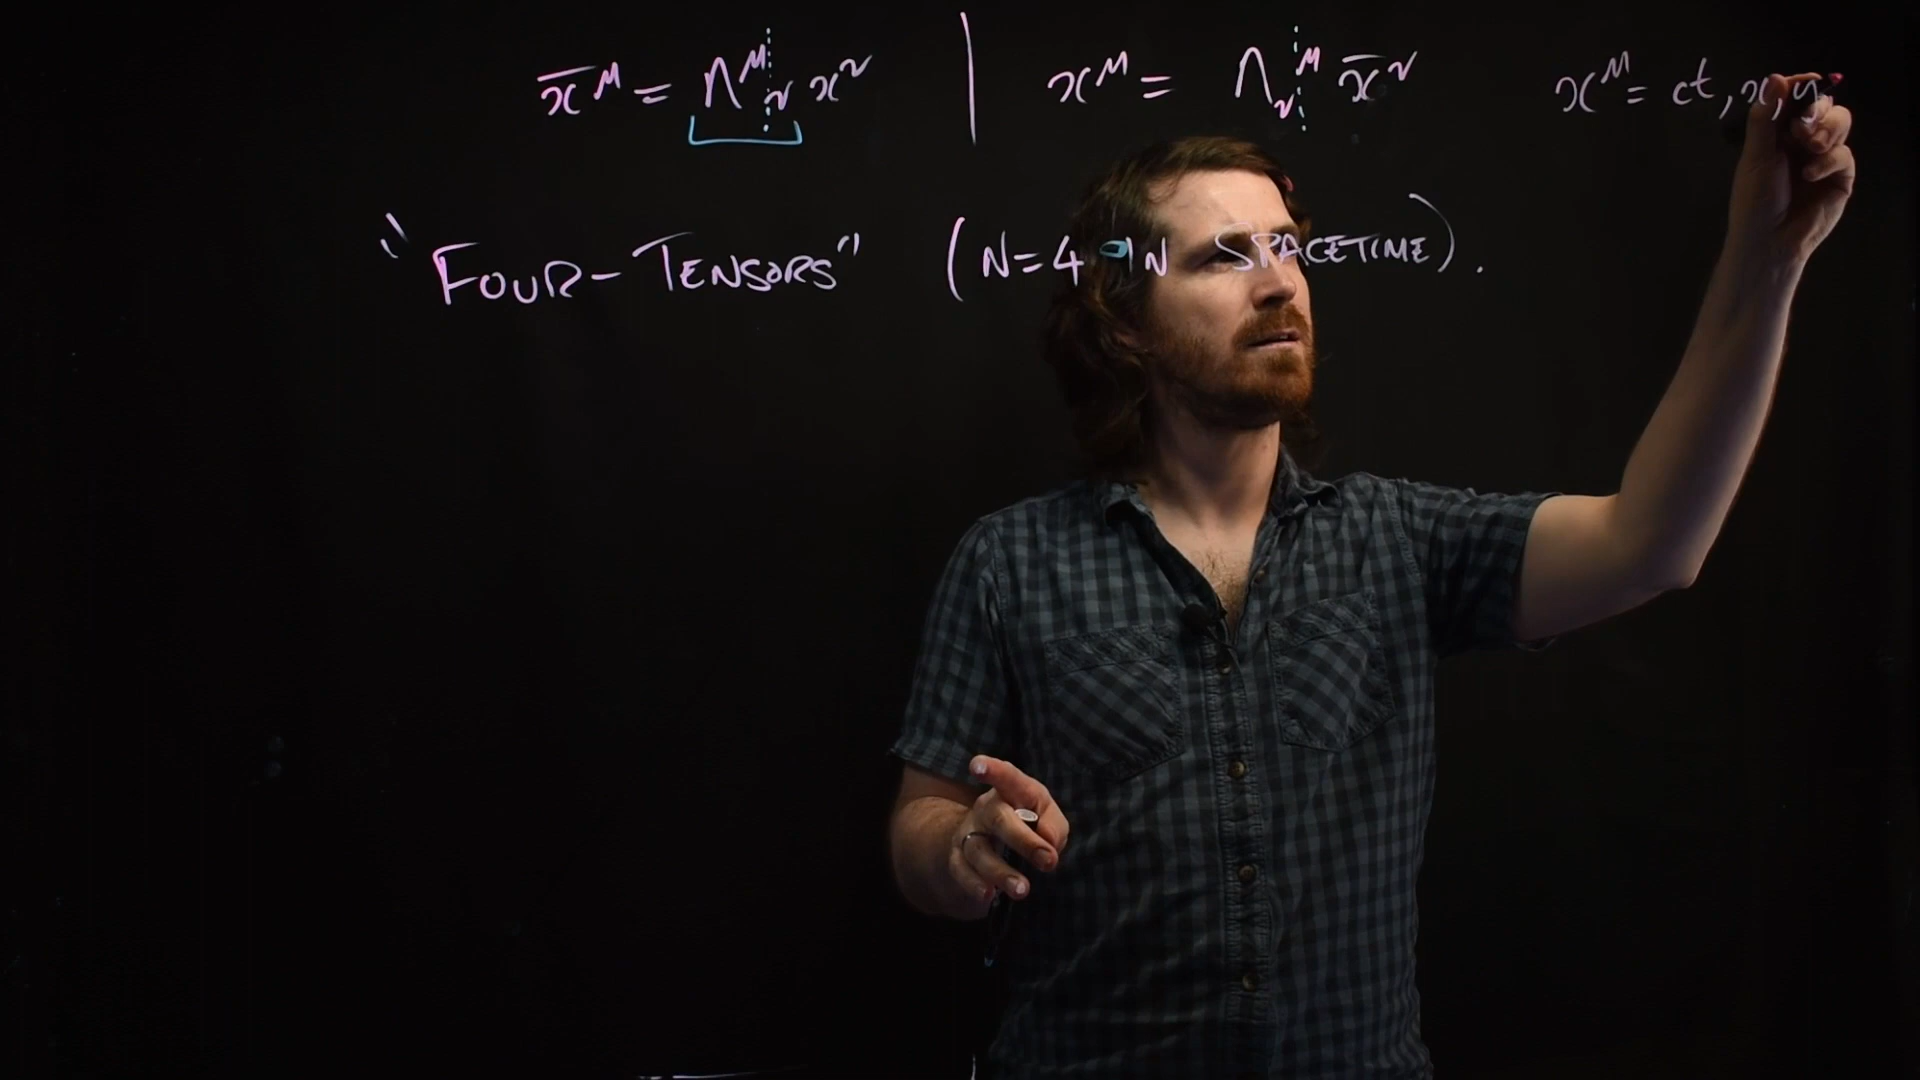 x̄^μ = Λ^μ_ν x^ν | x^μ = Λ_ν^μ x̄^ν x^μ = ct, x, y,
"FOUR-TENSORS" (N=4 IN SPACETIME).